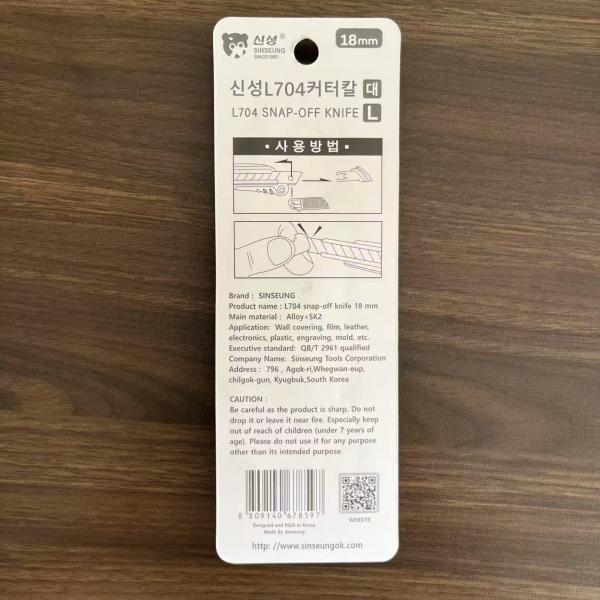 신성®
SINSEUNG
SINCE1965
18mm
신성L704커터칼 대
L704 SNAP-OFF KNIFE L
사용방법
Brand : SINSEUNG
Product name : L704 snap-off knife 18 mm
Main material : Alloy+SK2
Application: Wall covering, film, leather,
electronics, plastic, engraving, mold, etc.
Executive standard: QB/T 2961 qualified
Company Name: Sinseung Tools Corporation
Address : 796 , Agok-ri,Whegwan-eup,
chilgok-gun, Kyugbuk,South Korea
CAUTION :
Be careful as the product is sharp. Do not
drop it or leave it near fire. Especially keep
out of reach of children (under 7 years of
age). Please do not use it for any purpose
other than its intended purpose.
8 809140 678597
Designed and R&D in Korea
Made By Sinseung
WEBSITE
http: //www.sinseungok.com